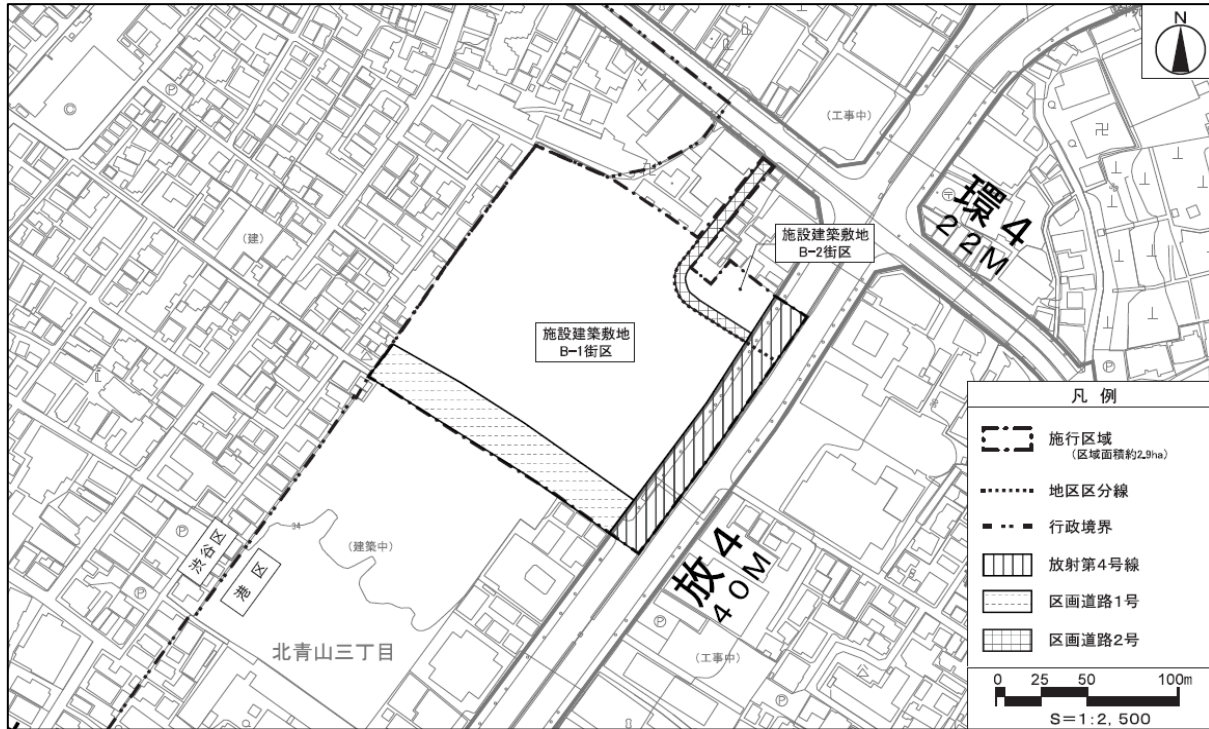 N
(工事中)
環4
22M
施設建築敷地
B-2街区
(建)
施設建築敷地
B-1街区
凡 例
施行区域
(区域面積約2.9ha)
地区区分線
行政境界
放射第4号線
区画道路1号
区画道路2号
0 25 50 100m
S=1:2,500
放4
40M
渋谷区
港 区
(建築中)
北青山三丁目
(工事中)